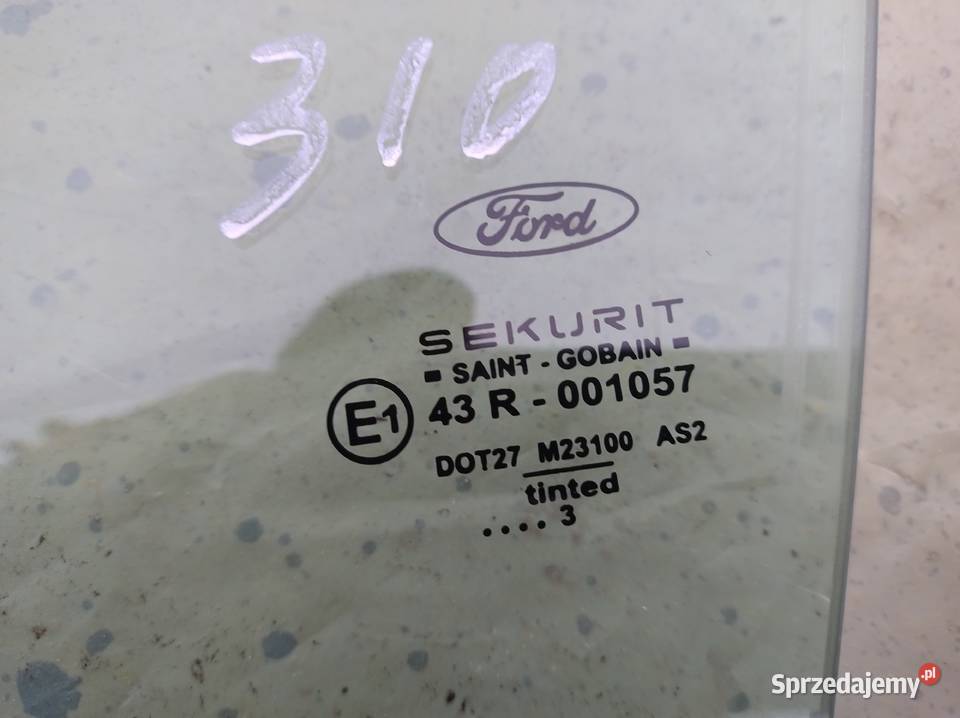 310
Ford
SEKURIT
SAINT - GOBAIN
E1 43 R - 001057
DOT27 M23100 AS2
tinted
.... 3
Sprzedajemy.pl